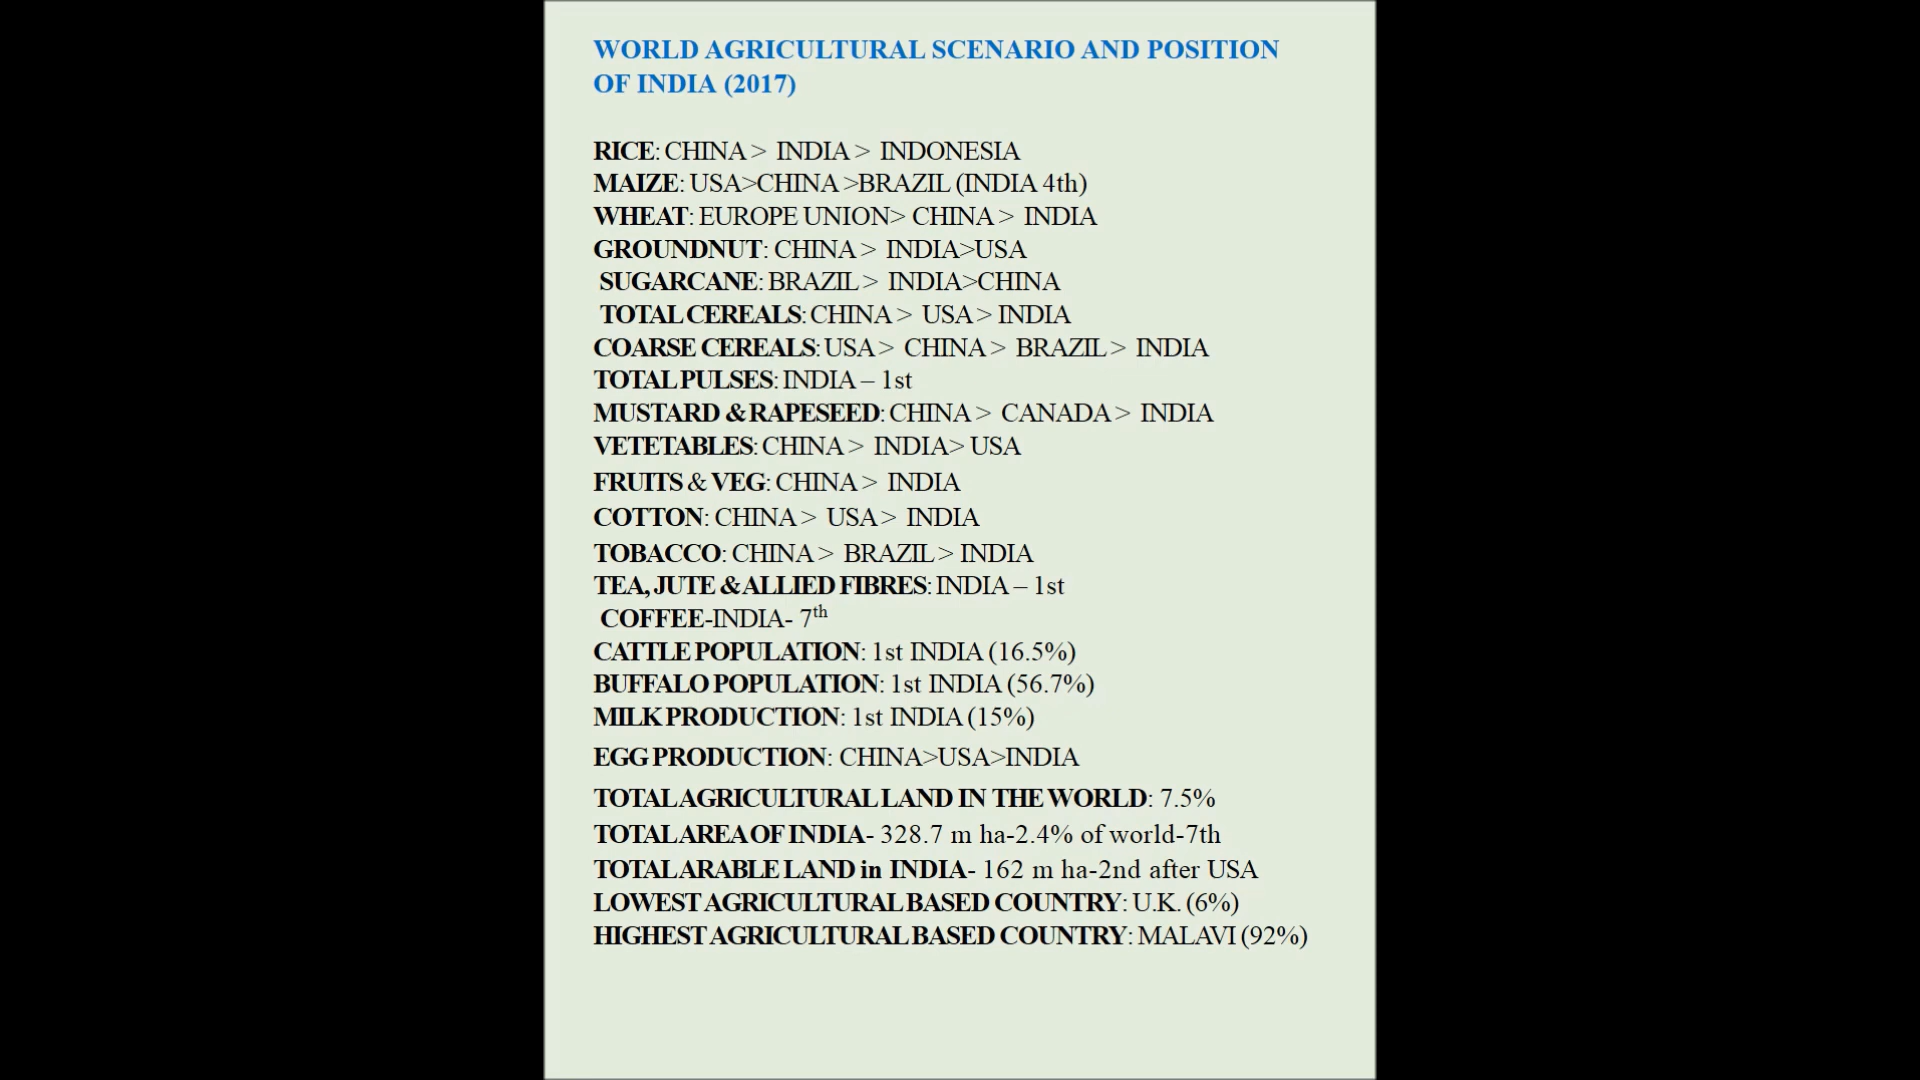 WORLD AGRICULTURAL SCENARIO AND POSITION
OF INDIA (2017)
RICE: CHINA > INDIA > INDONESIA
MAIZE: USA>CHINA >BRAZIL (INDIA 4th)
WHEAT: EUROPE UNION> CHINA > INDIA
GROUNDNUT: CHINA > INDIA>USA
SUGARCANE: BRAZIL > INDIA>CHINA
TOTAL CEREALS: CHINA > USA > INDIA
COARSE CEREALS: USA > CHINA > BRAZIL > INDIA
TOTAL PULSES: INDIA – 1st
MUSTARD & RAPESEED: CHINA > CANADA > INDIA
VETETABLES: CHINA > INDIA> USA
FRUITS & VEG: CHINA > INDIA
COTTON: CHINA > USA > INDIA
TOBACCO: CHINA > BRAZIL > INDIA
TEA, JUTE & ALLIED FIBRES: INDIA – 1st
COFFEE-INDIA- 7th
CATTLE POPULATION: 1st INDIA (16.5%)
BUFFALO POPULATION: 1st INDIA (56.7%)
MILK PRODUCTION: 1st INDIA (15%)
EGG PRODUCTION: CHINA>USA>INDIA
TOTAL AGRICULTURAL LAND IN THE WORLD: 7.5%
TOTAL AREA OF INDIA- 328.7 m ha-2.4% of world-7th
TOTAL ARABLE LAND in INDIA- 162 m ha-2nd after USA
LOWEST AGRICULTURAL BASED COUNTRY: U.K. (6%)
HIGHEST AGRICULTURAL BASED COUNTRY: MALAVI (92%)